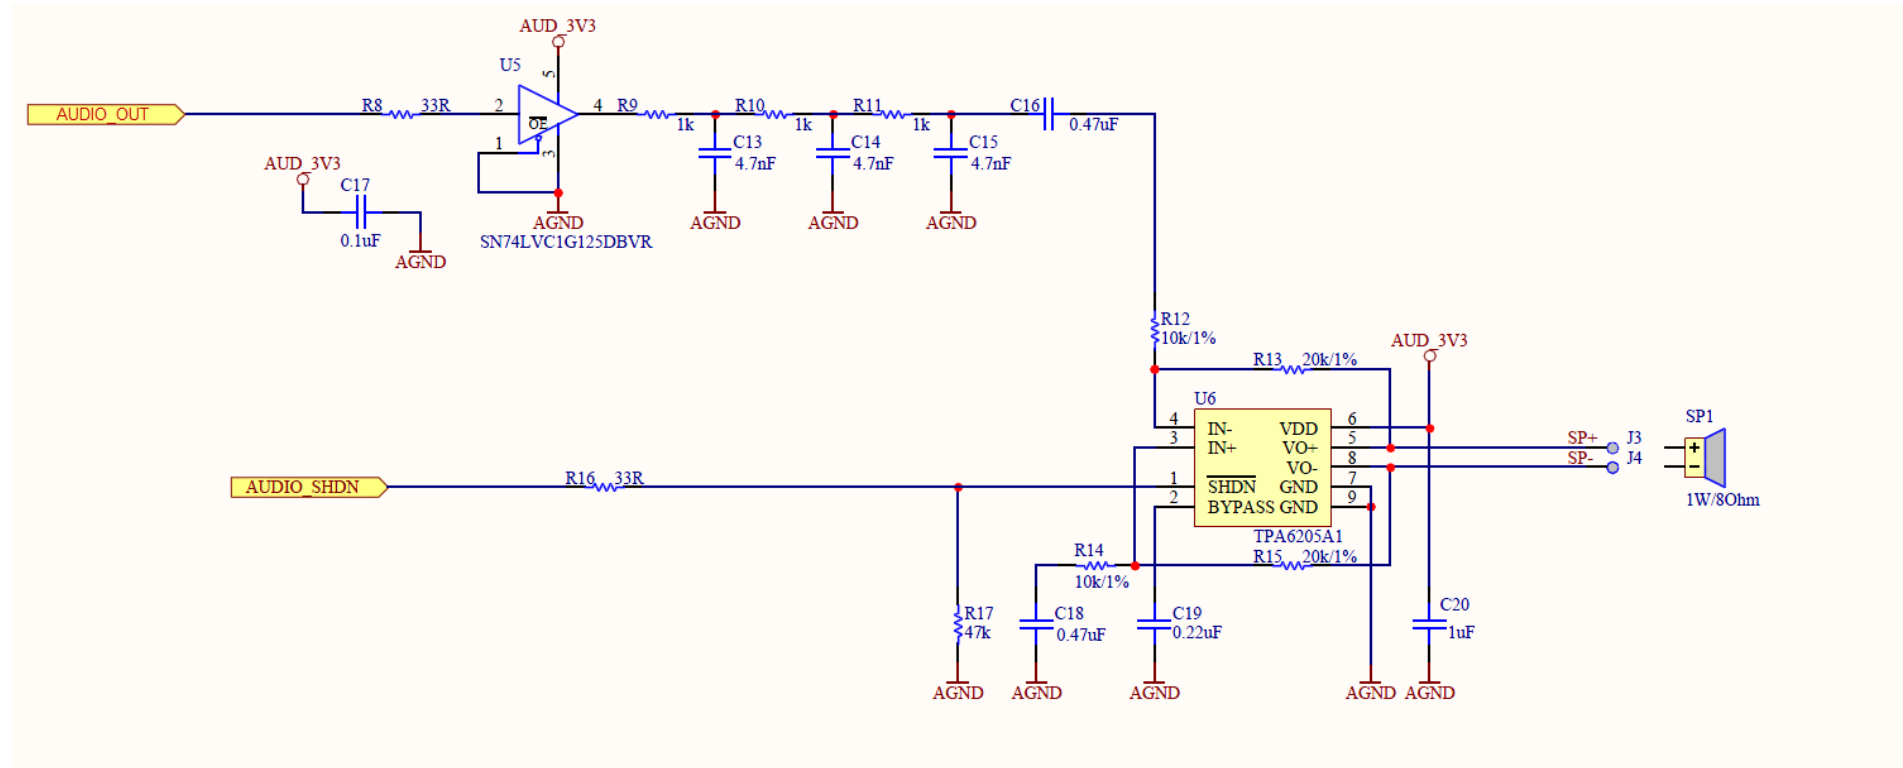 AUD_3V3
U5
5
AUDIO_OUT
R8
33R
2
OE
4
R9
1k
R10
1k
R11
1k
C16
0.47uF
1
3
C13
4.7nF
C14
4.7nF
C15
4.7nF
AUD_3V3
C17
0.1uF
AGND
AGND
SN74LVC1G125DBVR
AGND
AGND
AGND
R12
10k/1%
R13
20k/1%
AUD_3V3
U6
4
IN-
3
IN+
1
SHDN
2
BYPASS
VDD
6
VO+
5
VO-
8
GND
7
GND
9
TPA6205A1
SP+
J3
SP-
J4
SP1
+
-
1W/8Ohm
AUDIO_SHDN
R16
33R
R14
10k/1%
R15
20k/1%
R17
47k
C18
0.47uF
C19
0.22uF
C20
1uF
AGND
AGND
AGND
AGND
AGND